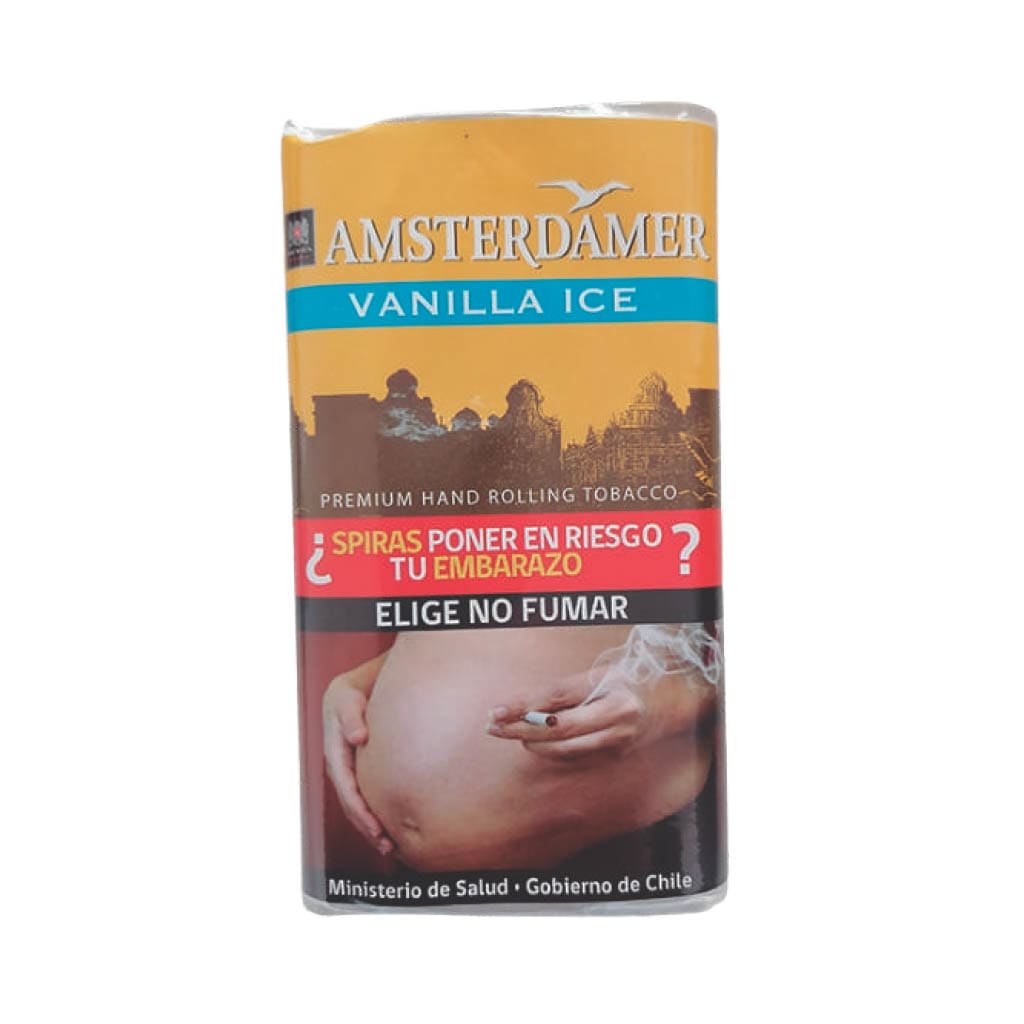 AMSTERDAMER
VANILLA ICE
PREMIUM HAND ROLLING TOBACCO
¿SPIRAS PONER EN RIESGO
TU EMBARAZO?
ELIGE NO FUMAR
Ministerio de Salud • Gobierno de Chile